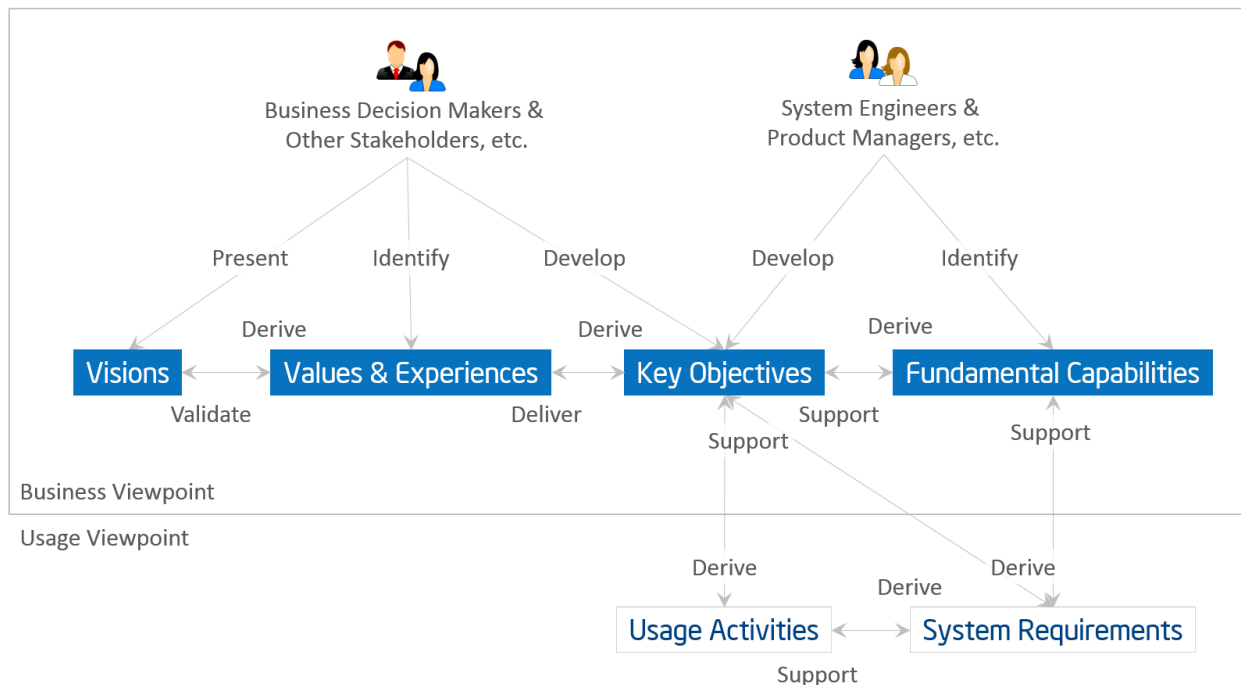 Business Decision Makers &
Other Stakeholders, etc.
System Engineers &
Product Managers, etc.
Present
Identify
Develop
Develop
Identify
Derive
Derive
Derive
Visions
Values & Experiences
Key Objectives
Fundamental Capabilities
Validate
Deliver
Support
Support
Support
Business Viewpoint
Usage Viewpoint
Derive
Derive
Derive
Usage Activities
System Requirements
Support